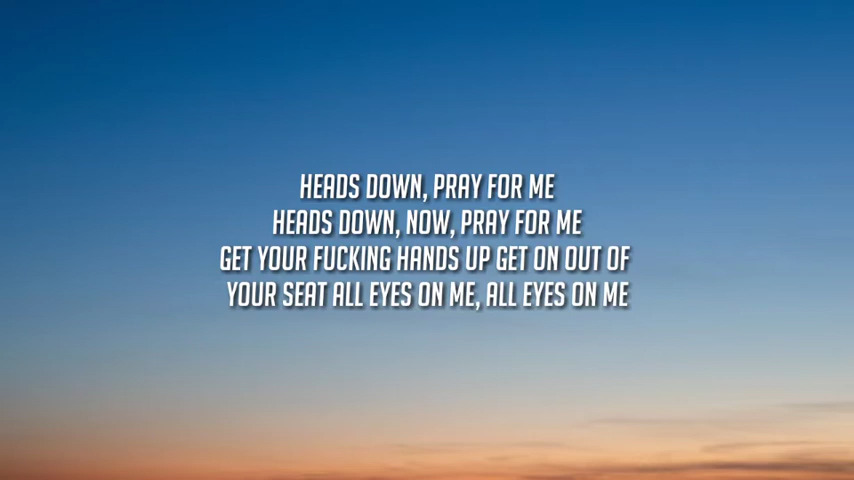 HEADS DOWN, PRAY FOR ME
HEADS DOWN, NOW, PRAY FOR ME
GET YOUR FUCKING HANDS UP GET ON OUT OF
YOUR SEAT ALL EYES ON ME, ALL EYES ON ME